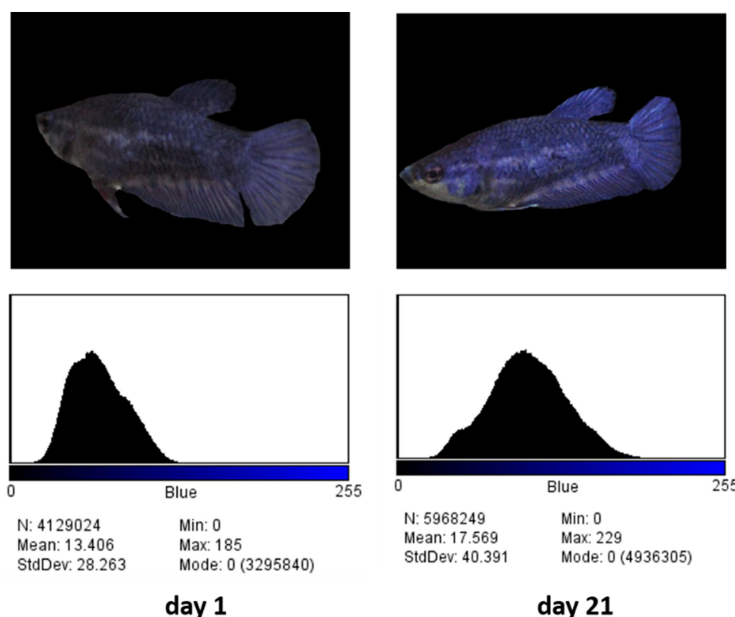 0 Blue 255
N: 4129024 Min: 0
Mean: 13.406 Max: 185
StdDev: 28.263 Mode: 0 (3295840)
day 1
0 Blue 255
N: 5968249 Min: 0
Mean: 17.569 Max: 229
StdDev: 40.391 Mode: 0 (4936305)
day 21